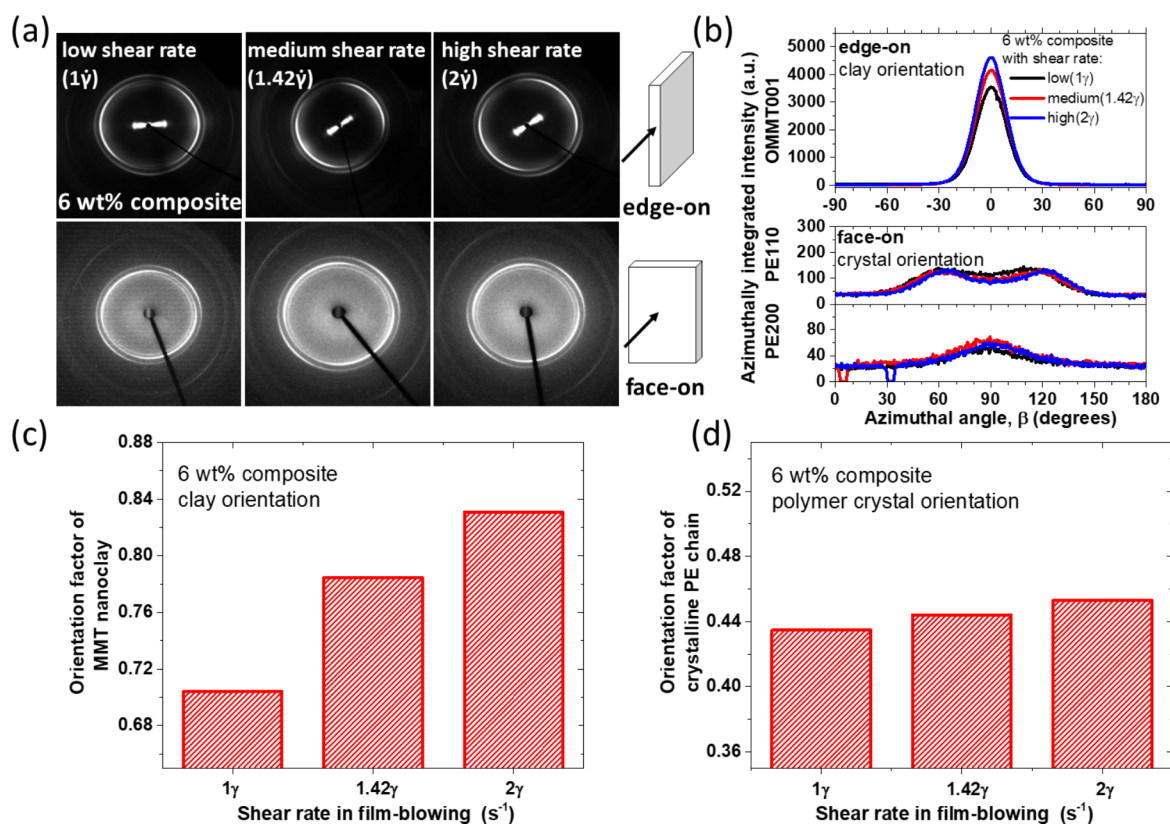 (a)
low shear rate
(1γ̇)
medium shear rate
(1.42γ̇)
high shear rate
(2γ̇)
6 wt% composite
edge-on
face-on
(b)
Azimuthally integrated intensity (a.u.)
OMMT001
5000
4000
3000
2000
1000
0
edge-on
clay orientation
6 wt% composite
with shear rate:
low(1γ)
medium(1.42γ)
high(2γ)
-90 -60 -30 0 30 60 90
PE110
300
200
100
0
face-on
crystal orientation
PE200
80
40
0
0 30 60 90 120 150 180
Azimuthal angle, β (degrees)
(c)
Orientation factor of
MMT nanoclay
0.88
0.84
0.80
0.76
0.72
0.68
6 wt% composite
clay orientation
1γ 1.42γ 2γ
Shear rate in film-blowing (s⁻¹)
(d)
Orientation factor of
crystalline PE chain
0.52
0.48
0.44
0.40
0.36
6 wt% composite
polymer crystal orientation
1γ 1.42γ 2γ
Shear rate in film-blowing (s⁻¹)